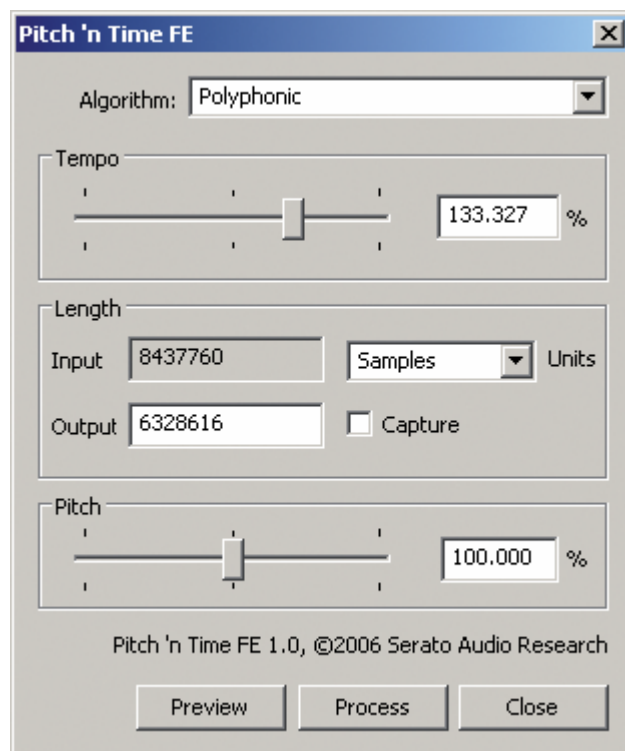 Pitch 'n Time FE
Algorithm: Polyphonic
Tempo
133.327 %
Length
Input 8437760 Samples Units
Output 6328616 Capture
Pitch
100.000 %
Pitch 'n Time FE 1.0, ©2006 Serato Audio Research
Preview Process Close